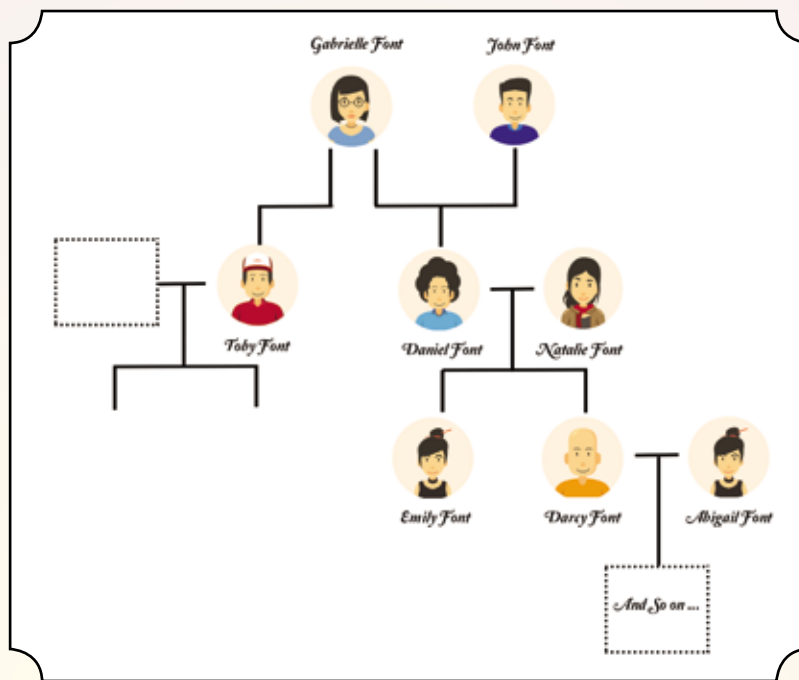 Gabrielle Font
John Font
Toby Font
Daniel Font
Natalie Font
Emily Font
Darcy Font
Abigail Font
And So on ...